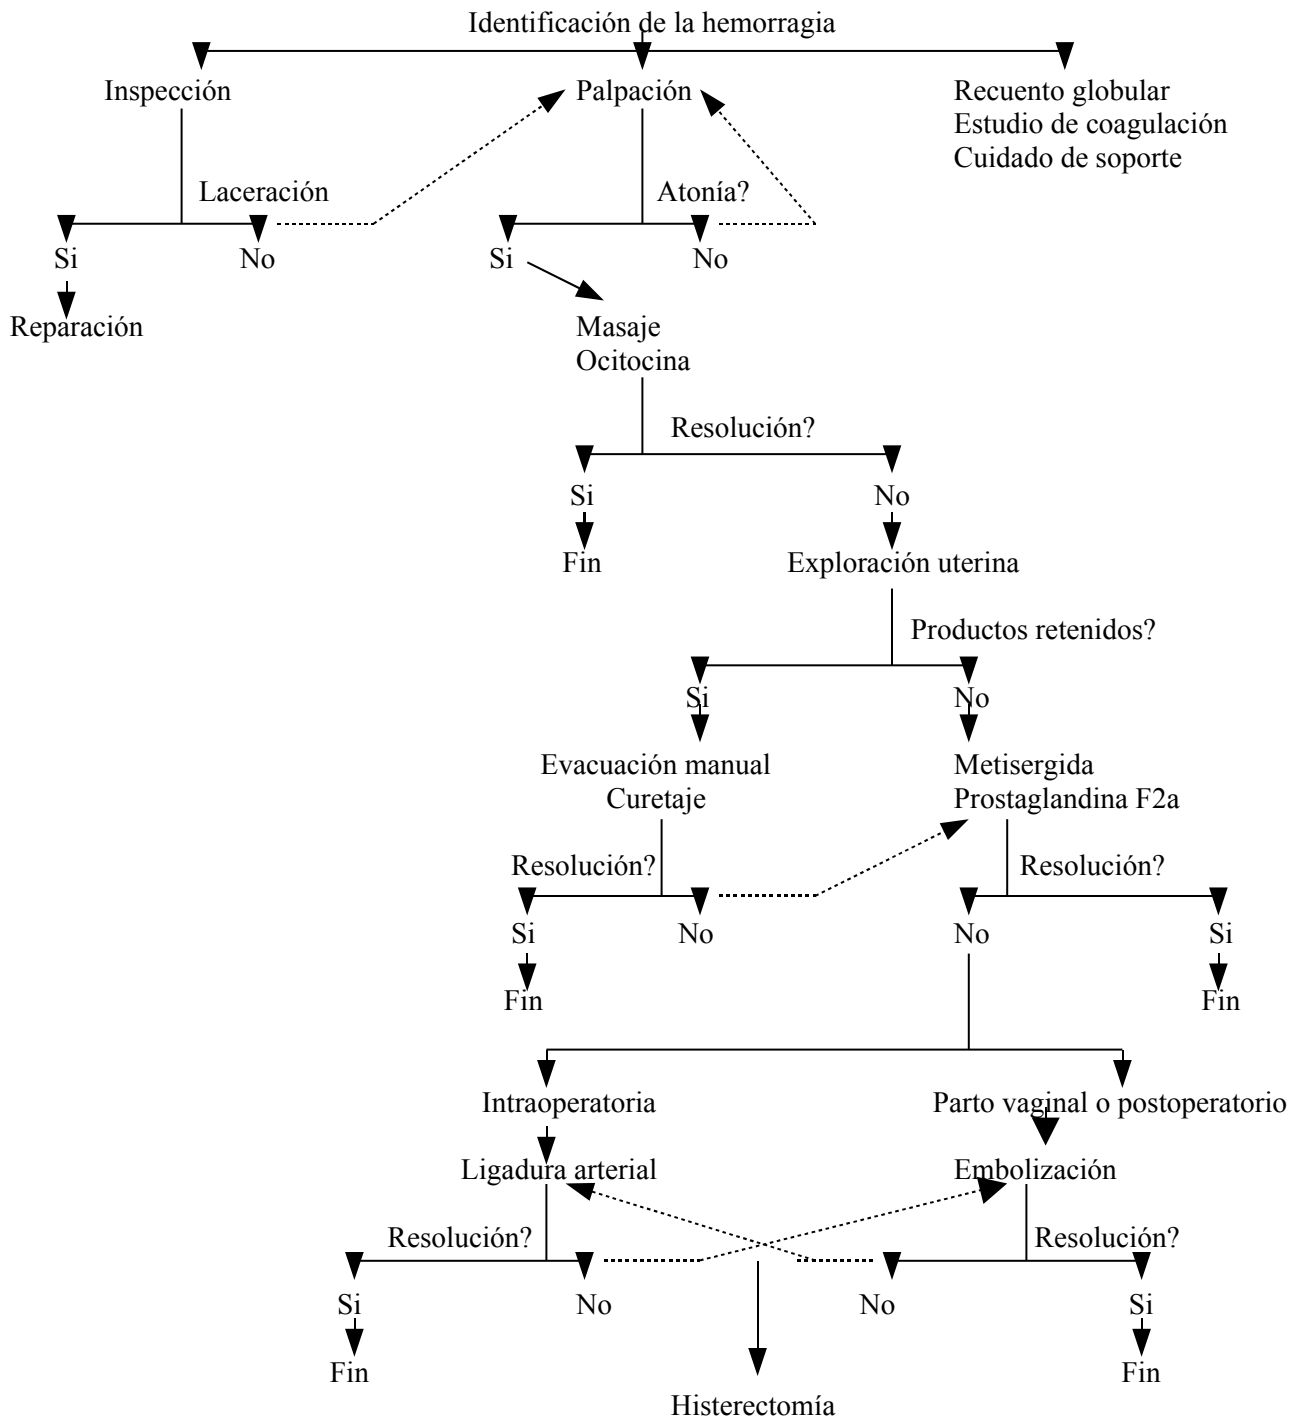 Identificación de la hemorragia
Inspección
Palpación
Recuento globular
Estudio de coagulación
Cuidado de soporte
Laceración
Atonía?
Si
No
Si
No
Reparación
Masaje
Ocitocina
Resolución?
Si
No
Fin
Exploración uterina
Productos retenidos?
Si
No
Evacuación manual
Curetaje
Metisergida
Prostaglandina F2a
Resolución?
Resolución?
Si
No
No
Si
Fin
Fin
Intraoperatoria
Parto vaginal o postoperatorio
Ligadura arterial
Embolización
Resolución?
Resolución?
Si
No
No
Si
Fin
Fin
Histerectomía